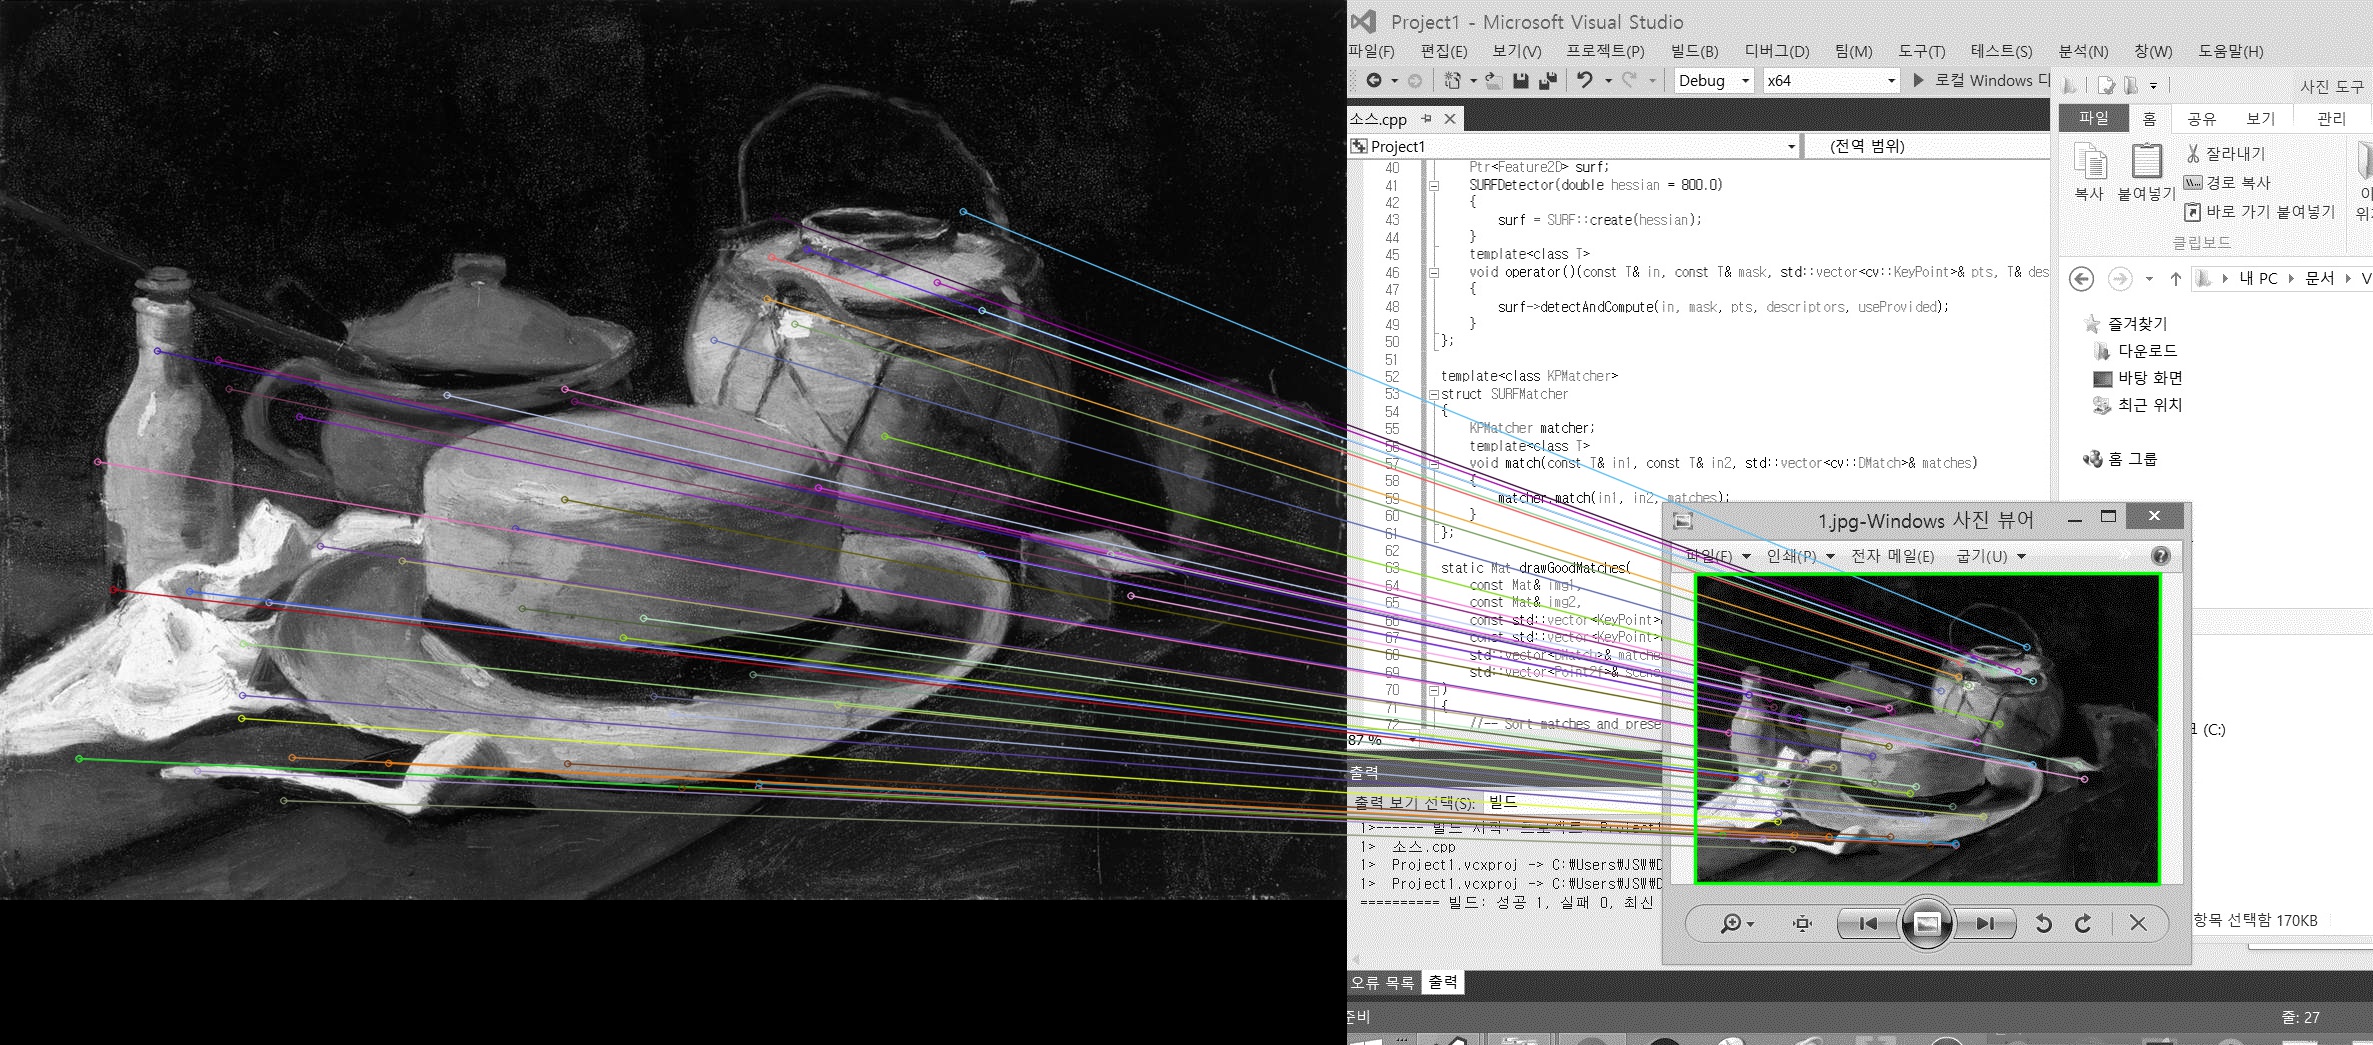 Project1 - Microsoft Visual Studio
파일(F) 편집(E) 보기(V) 프로젝트(P) 빌드(B) 디버그(D) 팀(M) 도구(T) 테스트(S) 분석(N) 창(W) 도움말(H)
Debug x64 로컬 Windows 디
사진 도구
소스.cpp
파일 홈 공유 보기 관리
Project1 (전역 범위)
잘라내기
경로 복사
복사 붙여넣기
바로 가기 붙여넣기
클립보드
내 PC 문서 V
즐겨찾기
다운로드
바탕 화면
최근 위치
홈 그룹
40 Ptr<Feature2D> surf;
41 SURFDetector(double hessian = 800.0)
42 {
43 surf = SURF::create(hessian);
44 }
45 template<class T>
46 void operator()(const T& in, const T& mask, std::vector<cv::KeyPoint>& pts, T& des
47 {
48 surf->detectAndCompute(in, mask, pts, descriptors, useProvided);
49 }
50 };
51
52 template<class KPMatcher>
53 struct SURFMatcher
54 {
55 KPMatcher matcher;
56 template<class T>
57 void match(const T& in1, const T& in2, std::vector<cv::DMatch>& matches)
58 {
59 matcher.match(in1, in2, matches);
60 }
61 };
62
63 static Mat drawGoodMatches(
64 const Mat& img1,
65 const Mat& img2,
66 const std::vector<KeyPoint>
67 const std::vector<KeyPoint>
68 std::vector<DMatch>& matche
69 std::vector<Point2f>& scene
70 )
71 {
72 //-- Sort matches and prese
87 %
1.jpg-Windows 사진 뷰어
파일(F) 인쇄(P) 전자 메일(E) 굽기(U)
(C:)
항목 선택함 170KB
출력
출력 보기 선택(S): 빌드
1>------ 빌드 시작: 프로젝트: Project1
1> 소스.cpp
1> Project1.vcxproj -> C:₩Users₩JSW₩D
1> Project1.vcxproj -> C:₩Users₩JSW₩D
========== 빌드: 성공 1, 실패 0, 최신
오류 목록 출력
준비
줄: 27